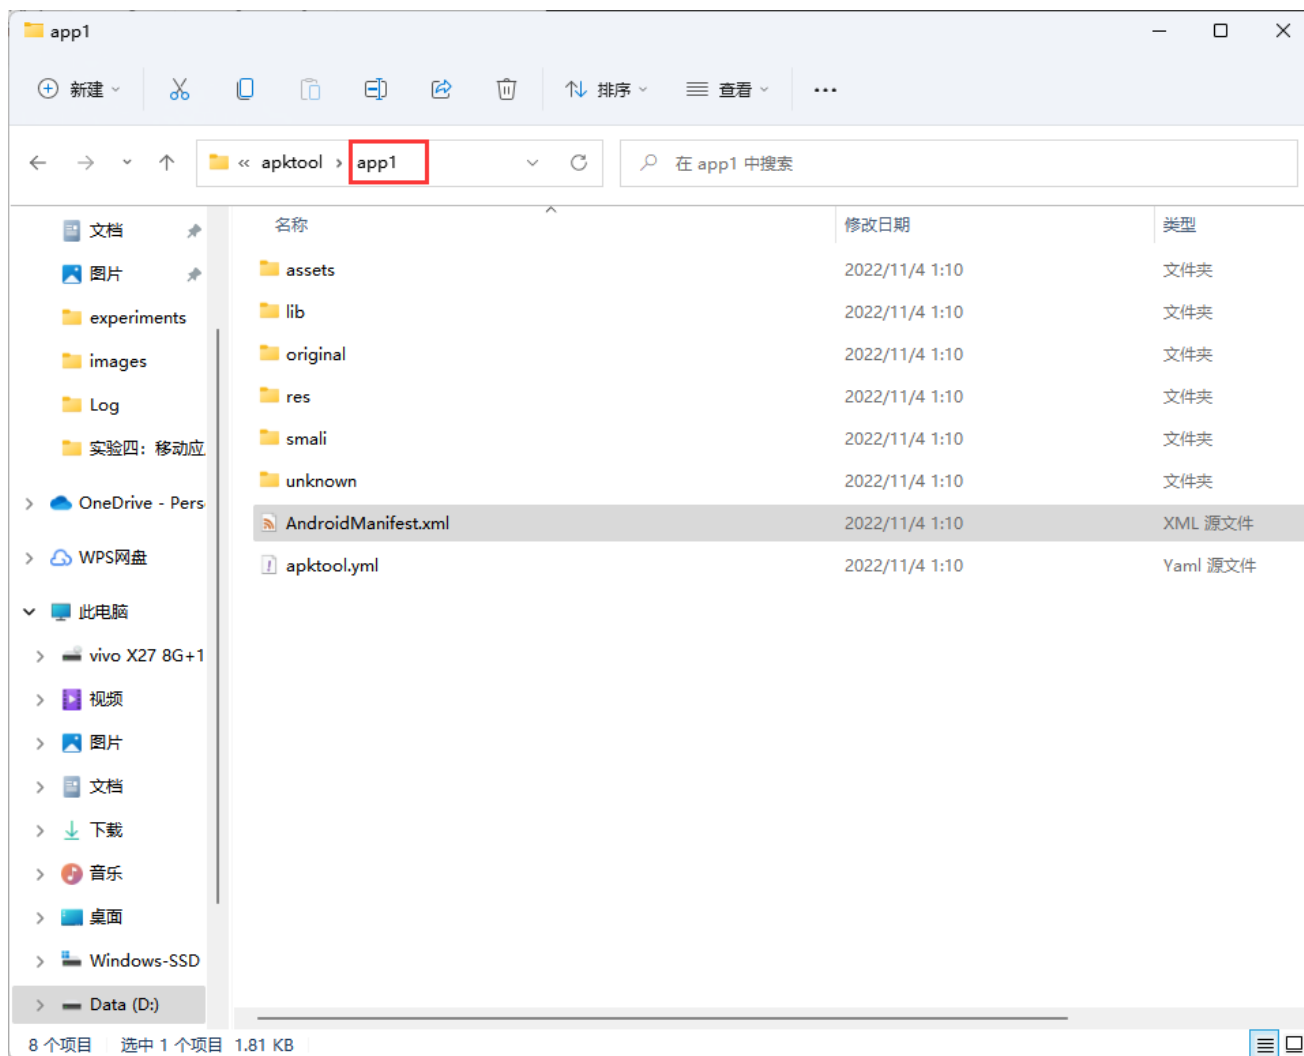 app1
新建 排序 查看 ...
« apktool › app1 在 app1 中搜索
名称 修改日期 类型
assets 2022/11/4 1:10 文件夹
lib 2022/11/4 1:10 文件夹
original 2022/11/4 1:10 文件夹
res 2022/11/4 1:10 文件夹
smali 2022/11/4 1:10 文件夹
unknown 2022/11/4 1:10 文件夹
AndroidManifest.xml 2022/11/4 1:10 XML 源文件
apktool.yml 2022/11/4 1:10 Yaml 源文件
文档
图片
experiments
images
Log
实验四：移动应
OneDrive - Pers
WPS网盘
此电脑
vivo X27 8G+1
视频
图片
文档
下载
音乐
桌面
Windows-SSD
Data (D:)
8 个项目 选中 1 个项目 1.81 KB